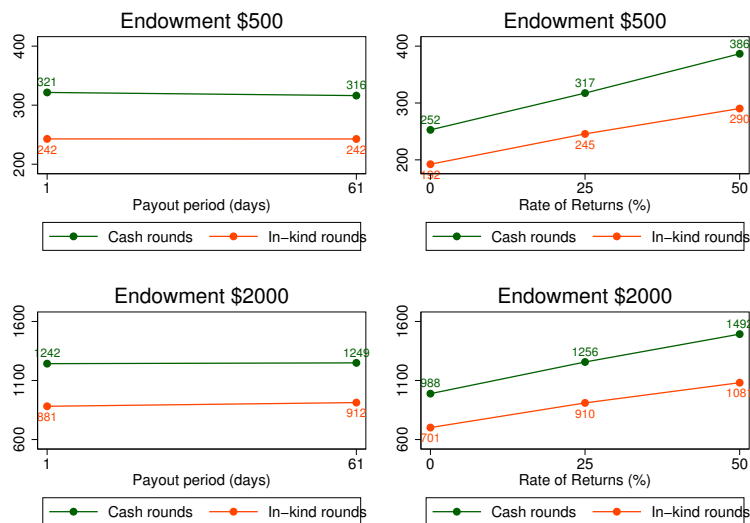 Endowment $500
400
300
200
321
316
242
242
1
61
Payout period (days)
Cash rounds
In-kind rounds
Endowment $500
400
300
200
252
317
386
245
290
0
25
50
Rate of Returns (%)
Cash rounds
In-kind rounds
Endowment $2000
1600
1100
600
1242
1249
881
912
1
61
Payout period (days)
Cash rounds
In-kind rounds
Endowment $2000
1600
1100
600
988
1256
1492
701
910
1081
0
25
50
Rate of Returns (%)
Cash rounds
In-kind rounds